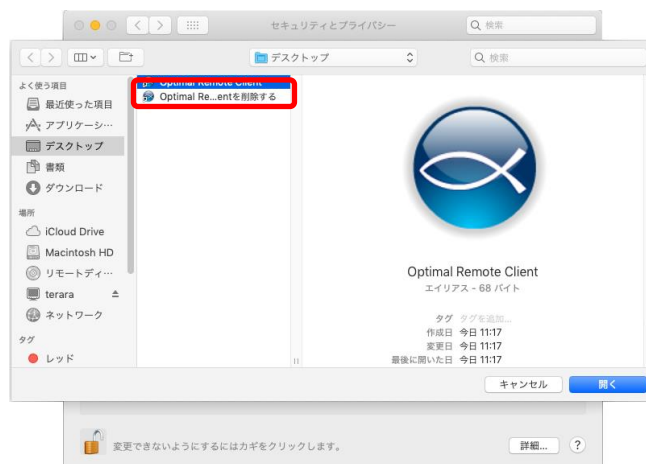 セキュリティとプライバシー
検索
デスクトップ
検索
よく使う項目
最近使った項目
アプリケーシ…
デスクトップ
書類
ダウンロード
場所
iCloud Drive
Macintosh HD
リモートディ…
terara
ネットワーク
タグ
レッド
Optimal Remote Client
Optimal Re...entを削除する
Optimal Remote Client
エイリアス - 68 バイト
タグ タグを追加...
作成日 今日 11:17
変更日 今日 11:17
最後に開いた日 今日 11:17
キャンセル
開く
変更できないようにするにはカギをクリックします。
詳細...
?